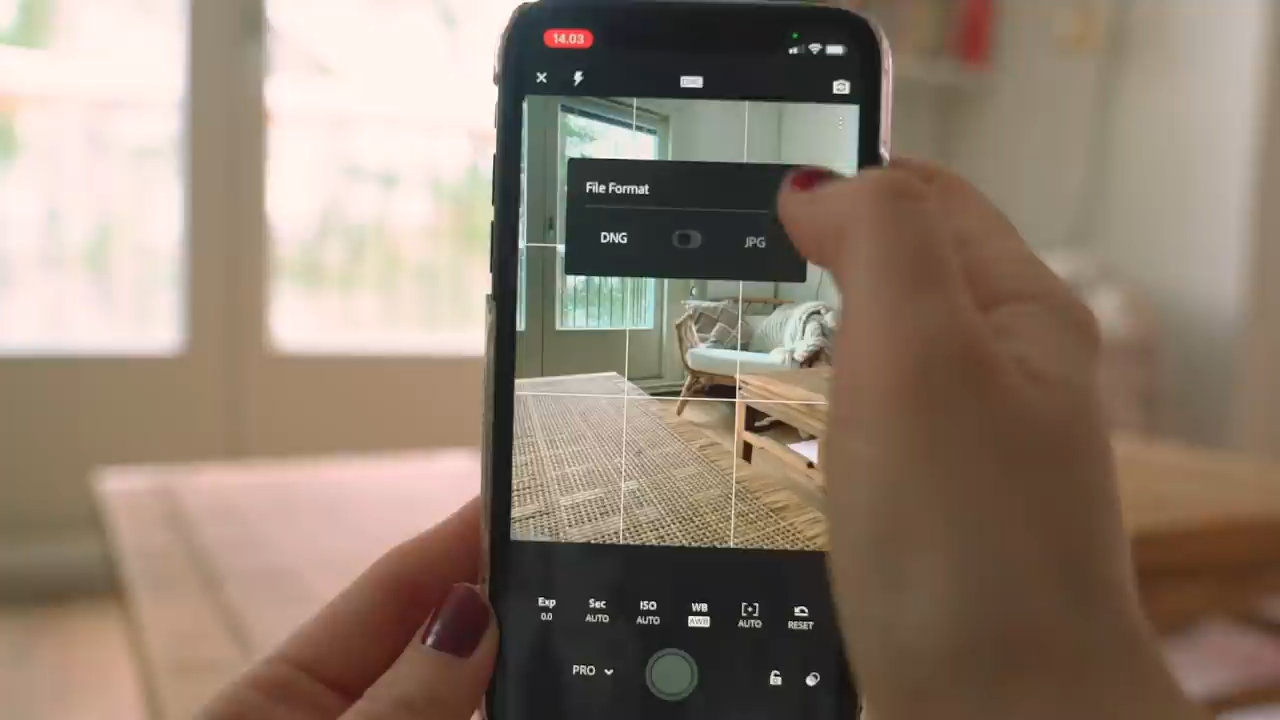 14.03
DNG
File Format
DNG
JPG
Exp
Sec
ISO
WB
0.0
AUTO
AUTO
AWB
AUTO
RESET
PRO